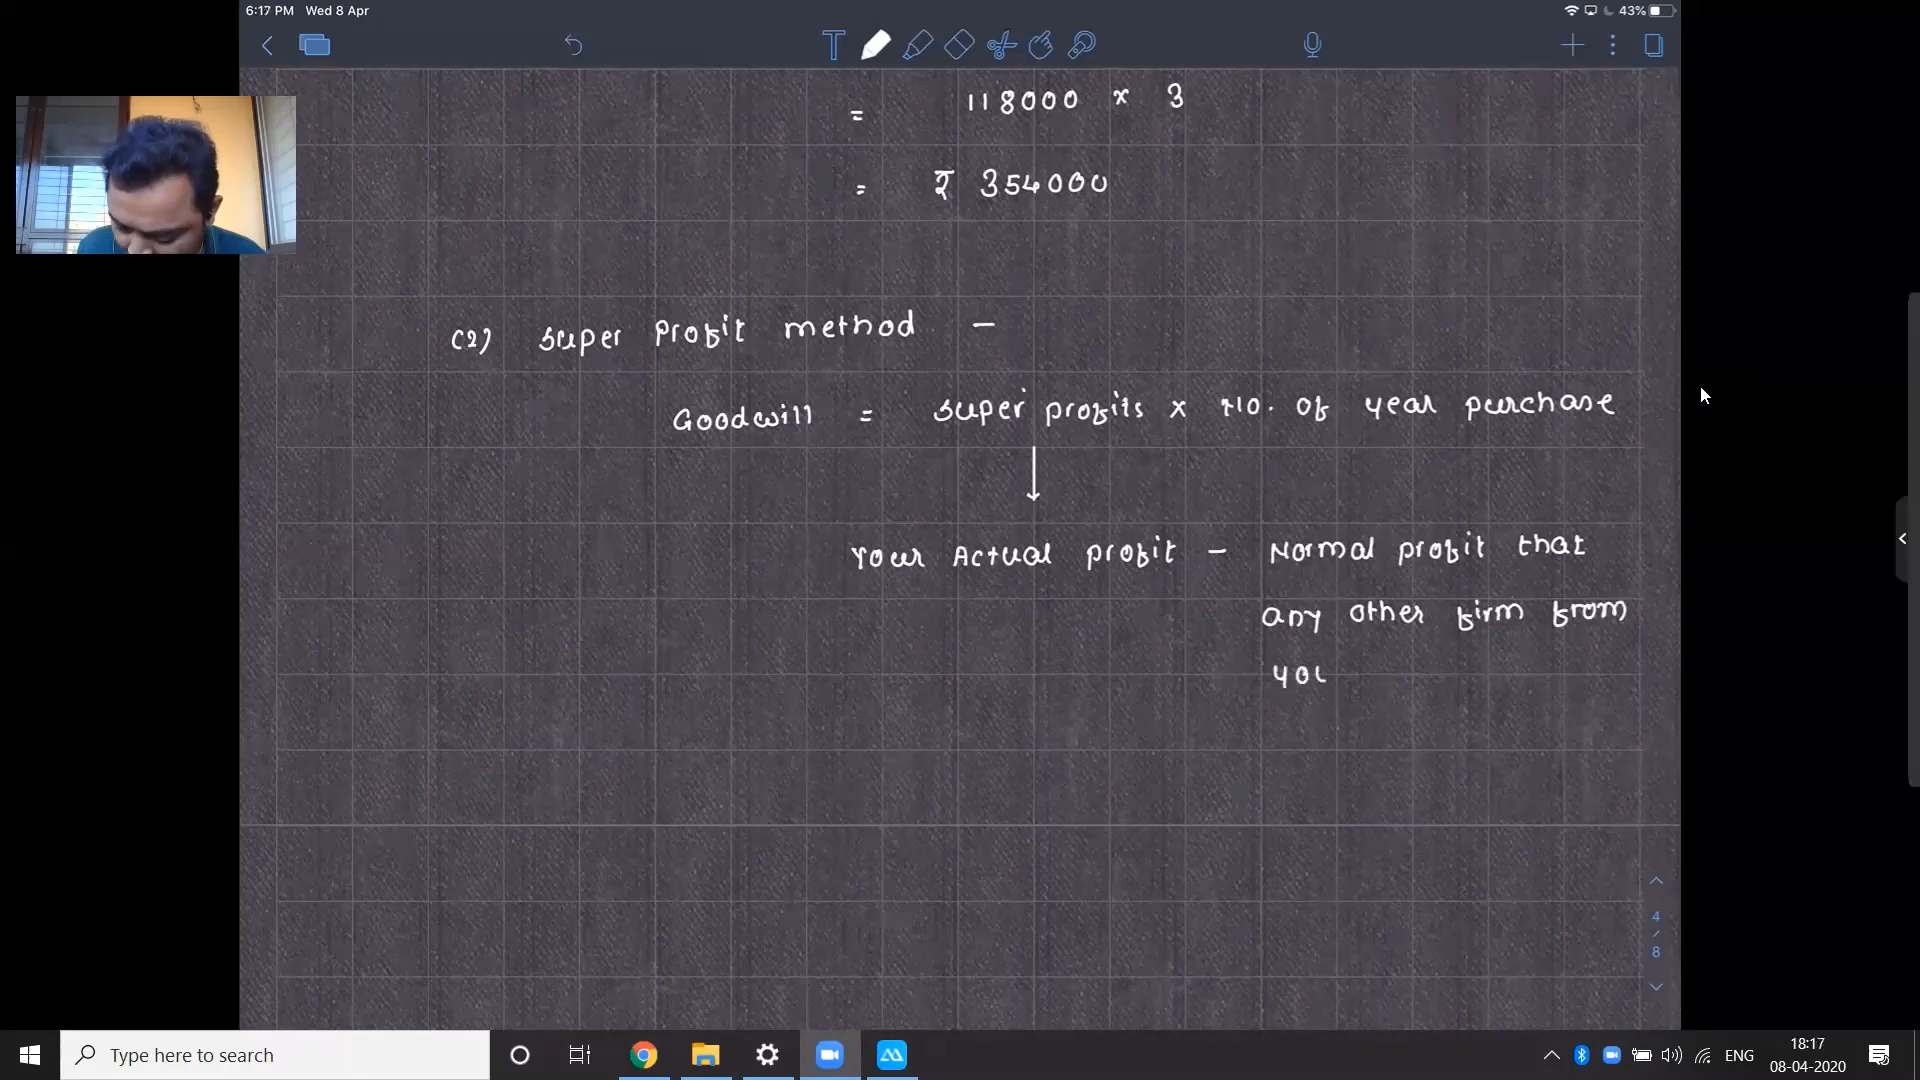 6:17 PM Wed 8 Apr
43%
T
= 118000 x 3
= ₹ 354000
(2) Super Profit method –
Goodwill = Super profits x No. of year purchase
↓
Your Actual profit – Normal profit that
any other firm from
you
4
/
8
Type here to search
ENG
18:17
08-04-2020